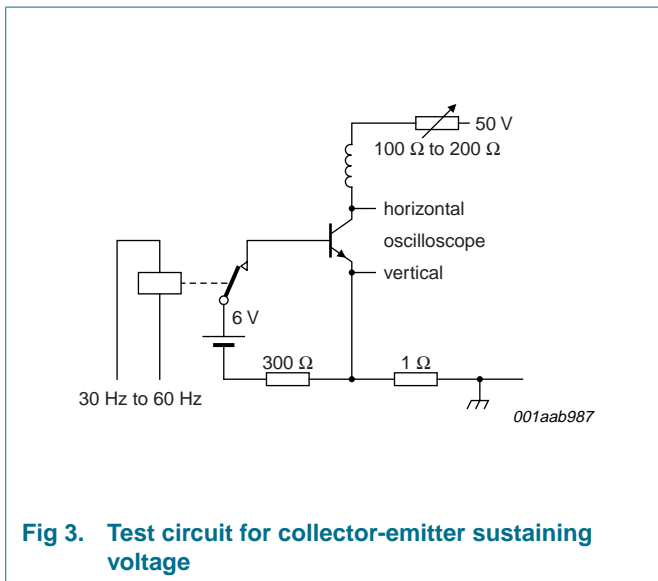 50 V
100 Ω to 200 Ω
horizontal
oscilloscope
vertical
6 V
300 Ω
1 Ω
30 Hz to 60 Hz
001aab987
Fig 3. Test circuit for collector-emitter sustaining
voltage